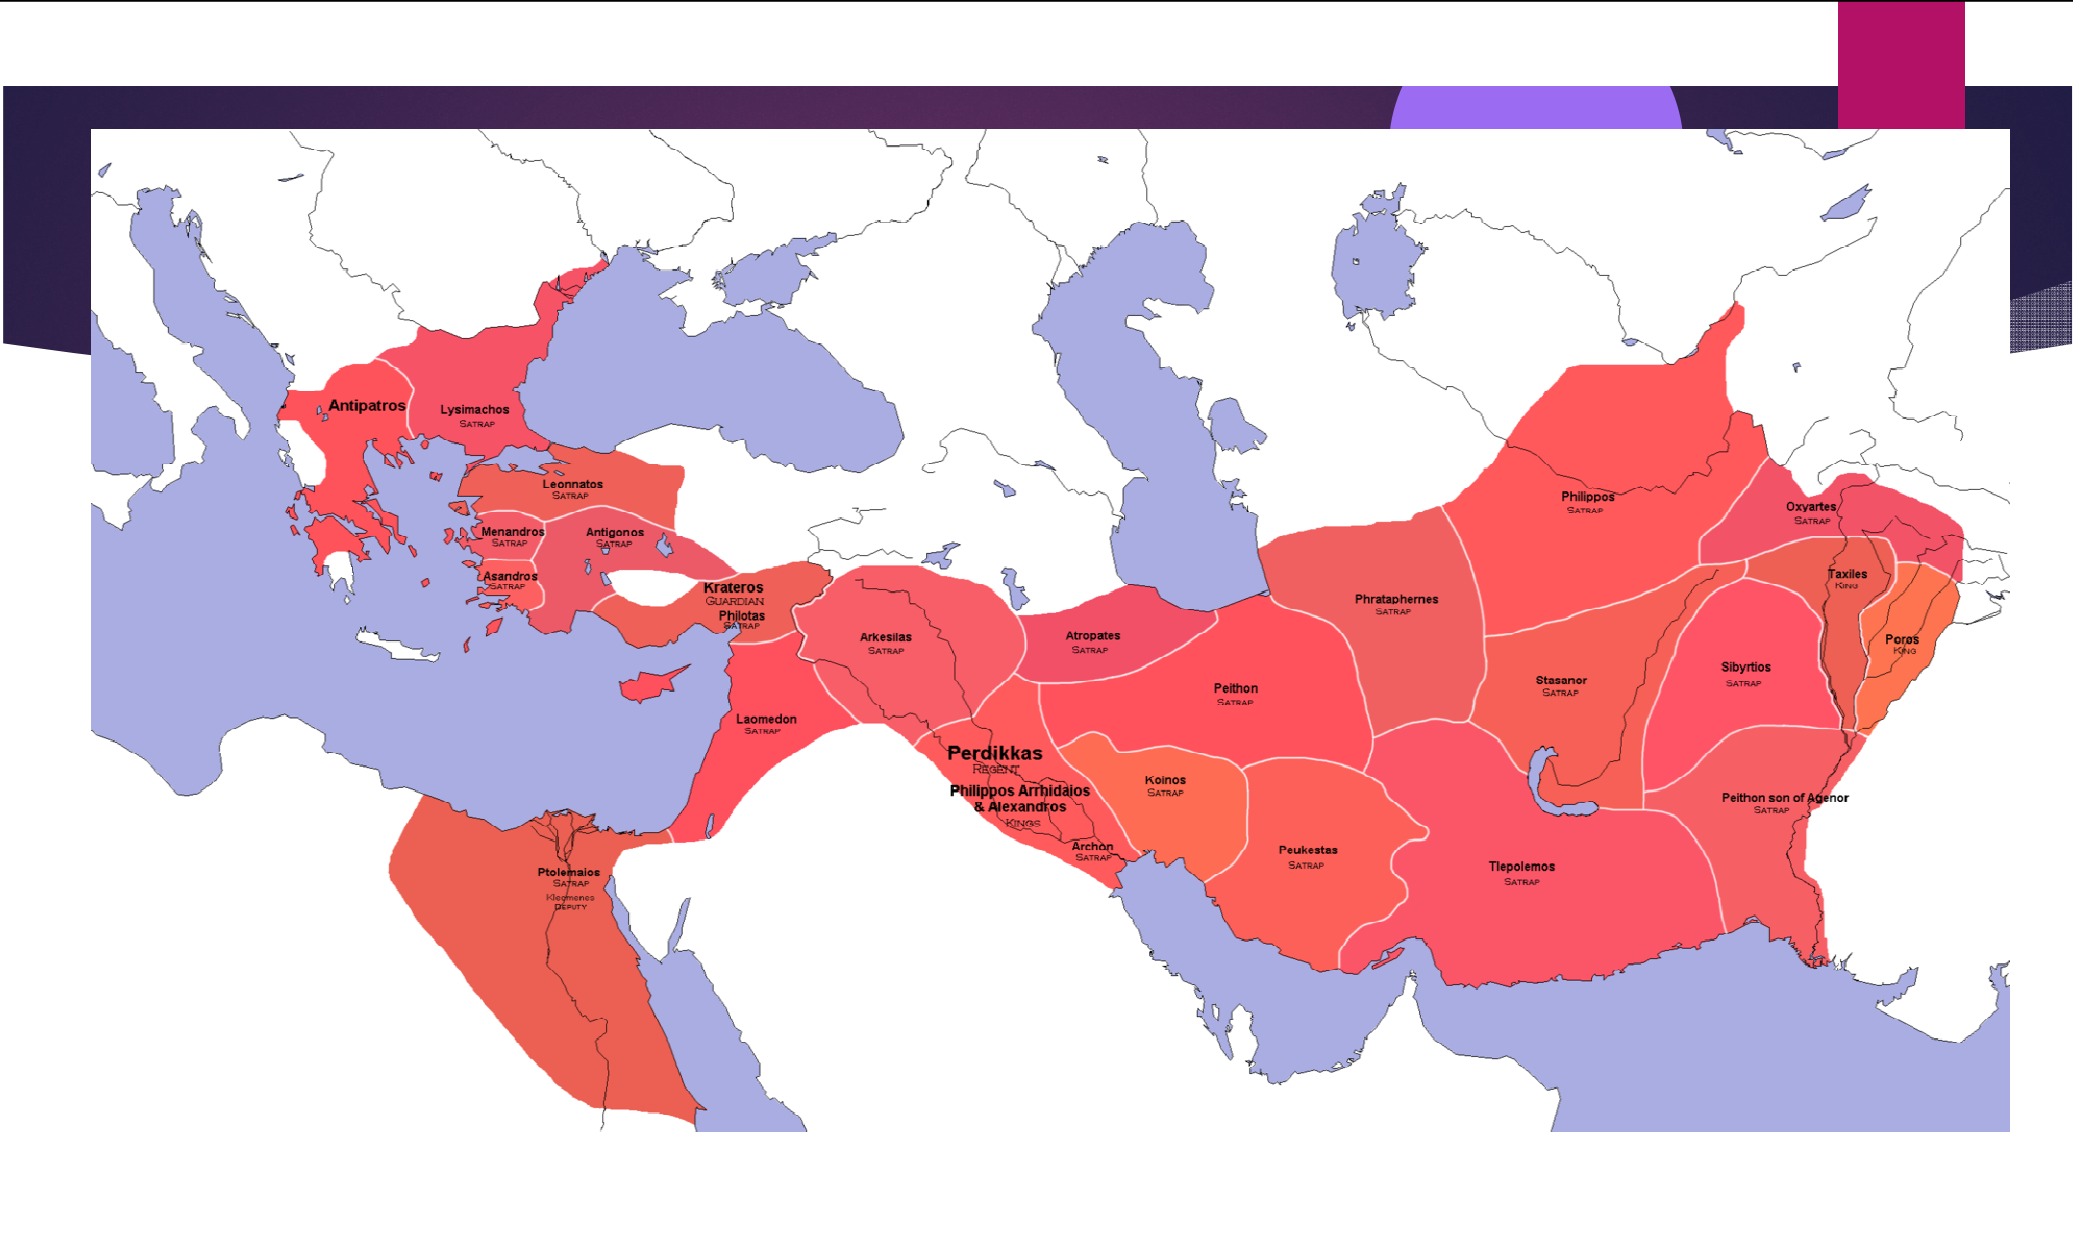 Antipatros
Lysimachos
SATRAP
Leonnatos
SATRAP
Menandros
SATRAP
Antigonos
SATRAP
Asandros
SATRAP
Krateros
GUARDIAN
Philotas
SATRAP
Arkesilas
SATRAP
Atropates
SATRAP
Laomedon
SATRAP
Perdikkas
REGENT
Philippos Arrhidaios
& Alexandros
KINGS
Archon
SATRAP
Ptolemaios
SATRAP
Kleomenes
DEPUTY
Peithon
SATRAP
Koinos
SATRAP
Peukestas
SATRAP
Phrataphernes
SATRAP
Philippos
SATRAP
Stasanor
SATRAP
Tlepolemos
SATRAP
Oxyartes
SATRAP
Taxiles
KING
Poros
KING
Sibyrtios
SATRAP
Peithon son of Agenor
SATRAP